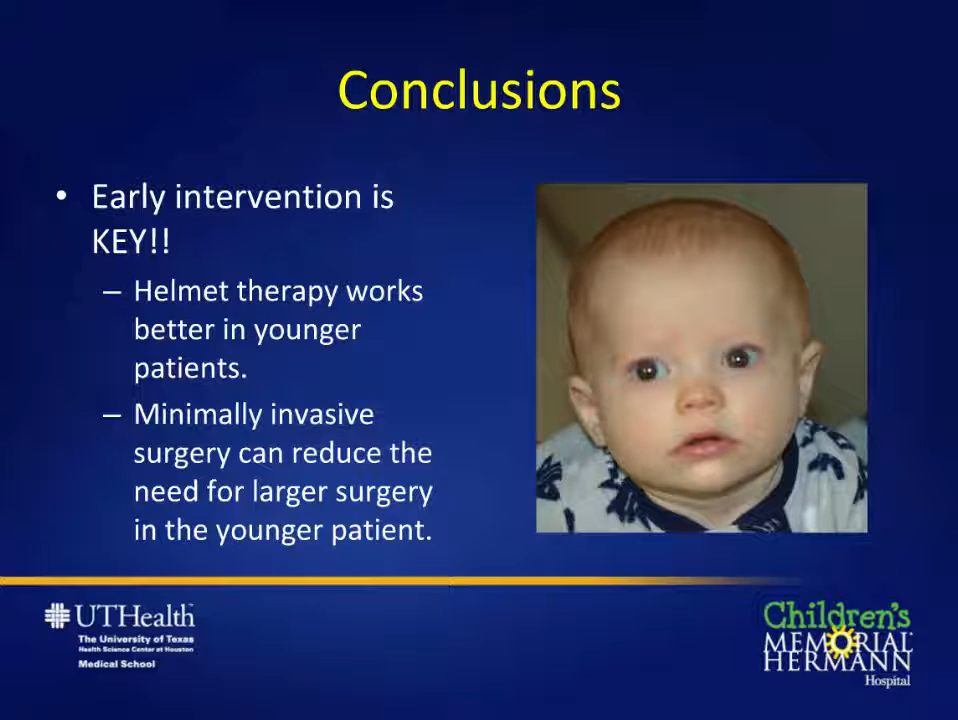 Conclusions
• Early intervention is
KEY!!
– Helmet therapy works
better in younger
patients.
– Minimally invasive
surgery can reduce the
need for larger surgery
in the younger patient.
UTHealth
The University of Texas
Health Science Center at Houston
Medical School
Children's
MEMORIAL
HERMANN
Hospital